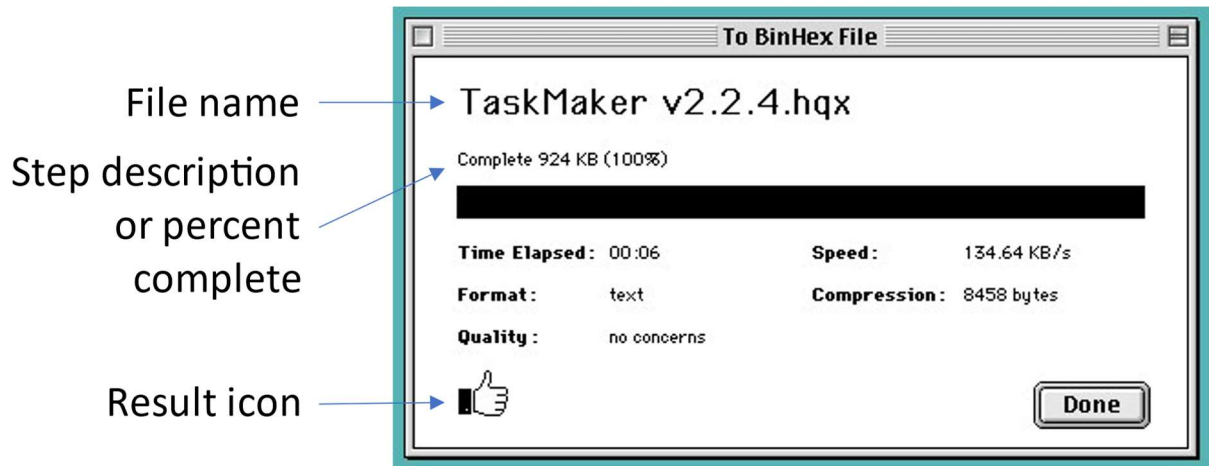 To BinHex File
File name
TaskMaker v2.2.4.hqx
Step description
or percent
complete
Complete 924 KB (100%)
Time Elapsed: 00:06 Speed: 134.64 KB/s
Format: text Compression: 8458 bytes
Quality: no concerns
Result icon
Done